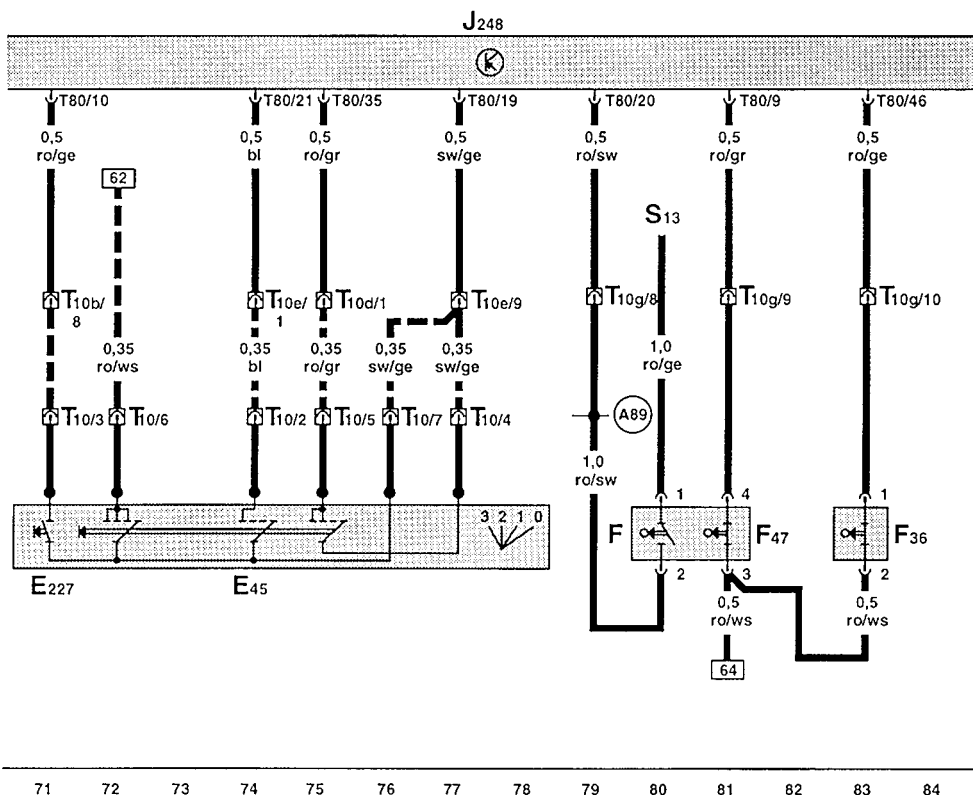 J248
T80/10 T80/21 T80/35 T80/19 T80/20 T80/9 T80/46
0,5 0,5 0,5 0,5 0,5 0,5 0,5
ro/ge bl ro/gr sw/ge ro/sw ro/gr ro/ge
62
S13
T10b/ T10e/ T10d/1 T10e/9 T10g/8 T10g/9 T10g/10
8 1
0,35 0,35 0,35 0,35 0,35 1,0
ro/ws bl ro/gr sw/ge sw/ge ro/ge
T10/3 T10/6 T10/2 T10/5 T10/7 T10/4 A89
1,0
ro/sw
1 4 1
3 2 1 0
F F47 F36
2 3 2
E227 E45
0,5 0,5
ro/ws ro/ws
64
71 72 73 74 75 76 77 78 79 80 81 82 83 84